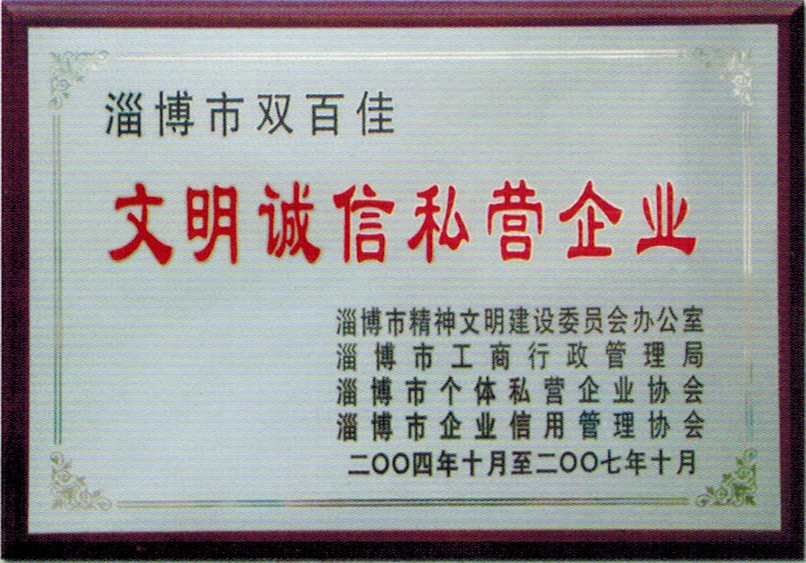 淄博市双百佳
文明诚信私营企业
淄博市精神文明建设委员会办公室
淄博市工商行政管理局
淄博市个体私营企业协会
淄博市企业信用管理协会
二〇〇四年十月至二〇〇七年十月